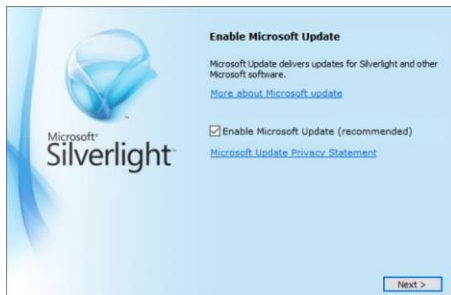 Enable Microsoft Update
Microsoft Update delivers updates for Silverlight and other
Microsoft software.
More about Microsoft update
Enable Microsoft Update (recommended)
Microsoft Update Privacy Statement
Microsoft®
Silverlight™
Next >